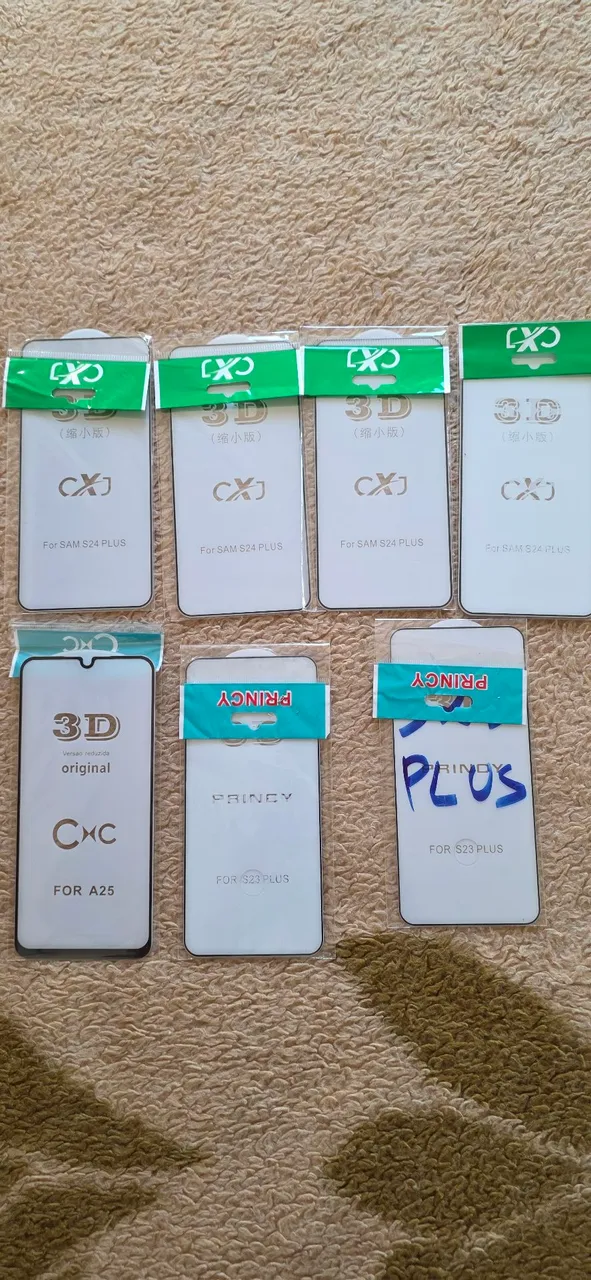 CXJ
3D
(缩小版)
CXJ
For SAM S24 PLUS
CXJ
3D
(缩小版)
CXJ
For SAM S24 PLUS
CXJ
3D
(缩小版)
CXJ
For SAM S24 PLUS
CXJ
3D
(缩小版)
CXJ
For SAM S24 PLUS
CXC
3D
Versao reduzida
original
CXC
FOR A25
PRINCY
3D
PRINCY
FOR S23 PLUS
PRINCY
PRINCY
PLUS
FOR S23 PLUS